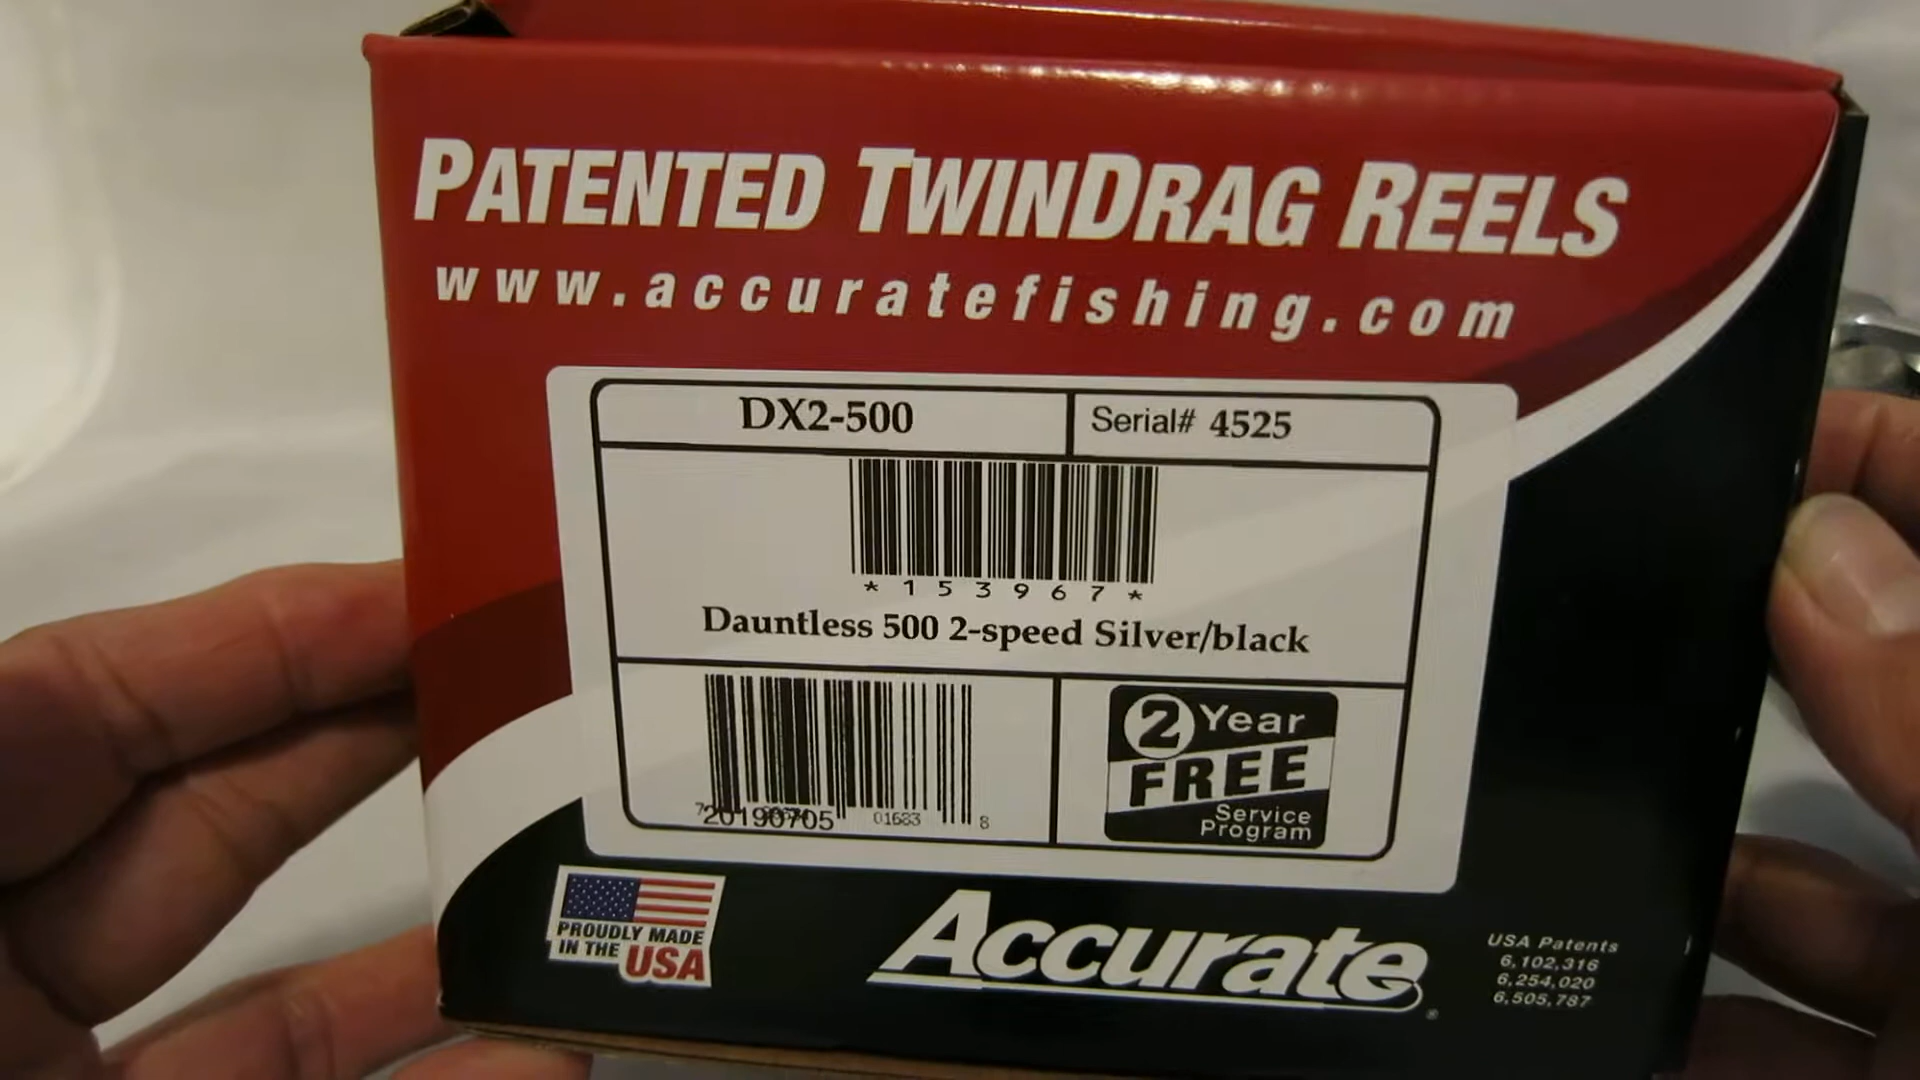 PATENTED TWINDRAG REELS
www.accuratefishing.com
DX2-500
Serial# 4525
*153967*
Dauntless 500 2-speed Silver/black
20190705
01683
8
2 Year
FREE
Service
Program
PROUDLY MADE
IN THE USA
Accurate
USA Patents
6,102,316
6,254,020
6,505,787